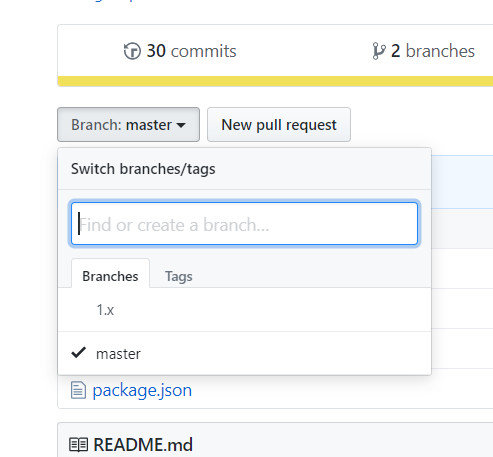 30 commits
2 branches
Branch: master
New pull request
Switch branches/tags
Find or create a branch...
Branches
Tags
1.x
master
package.json
README.md